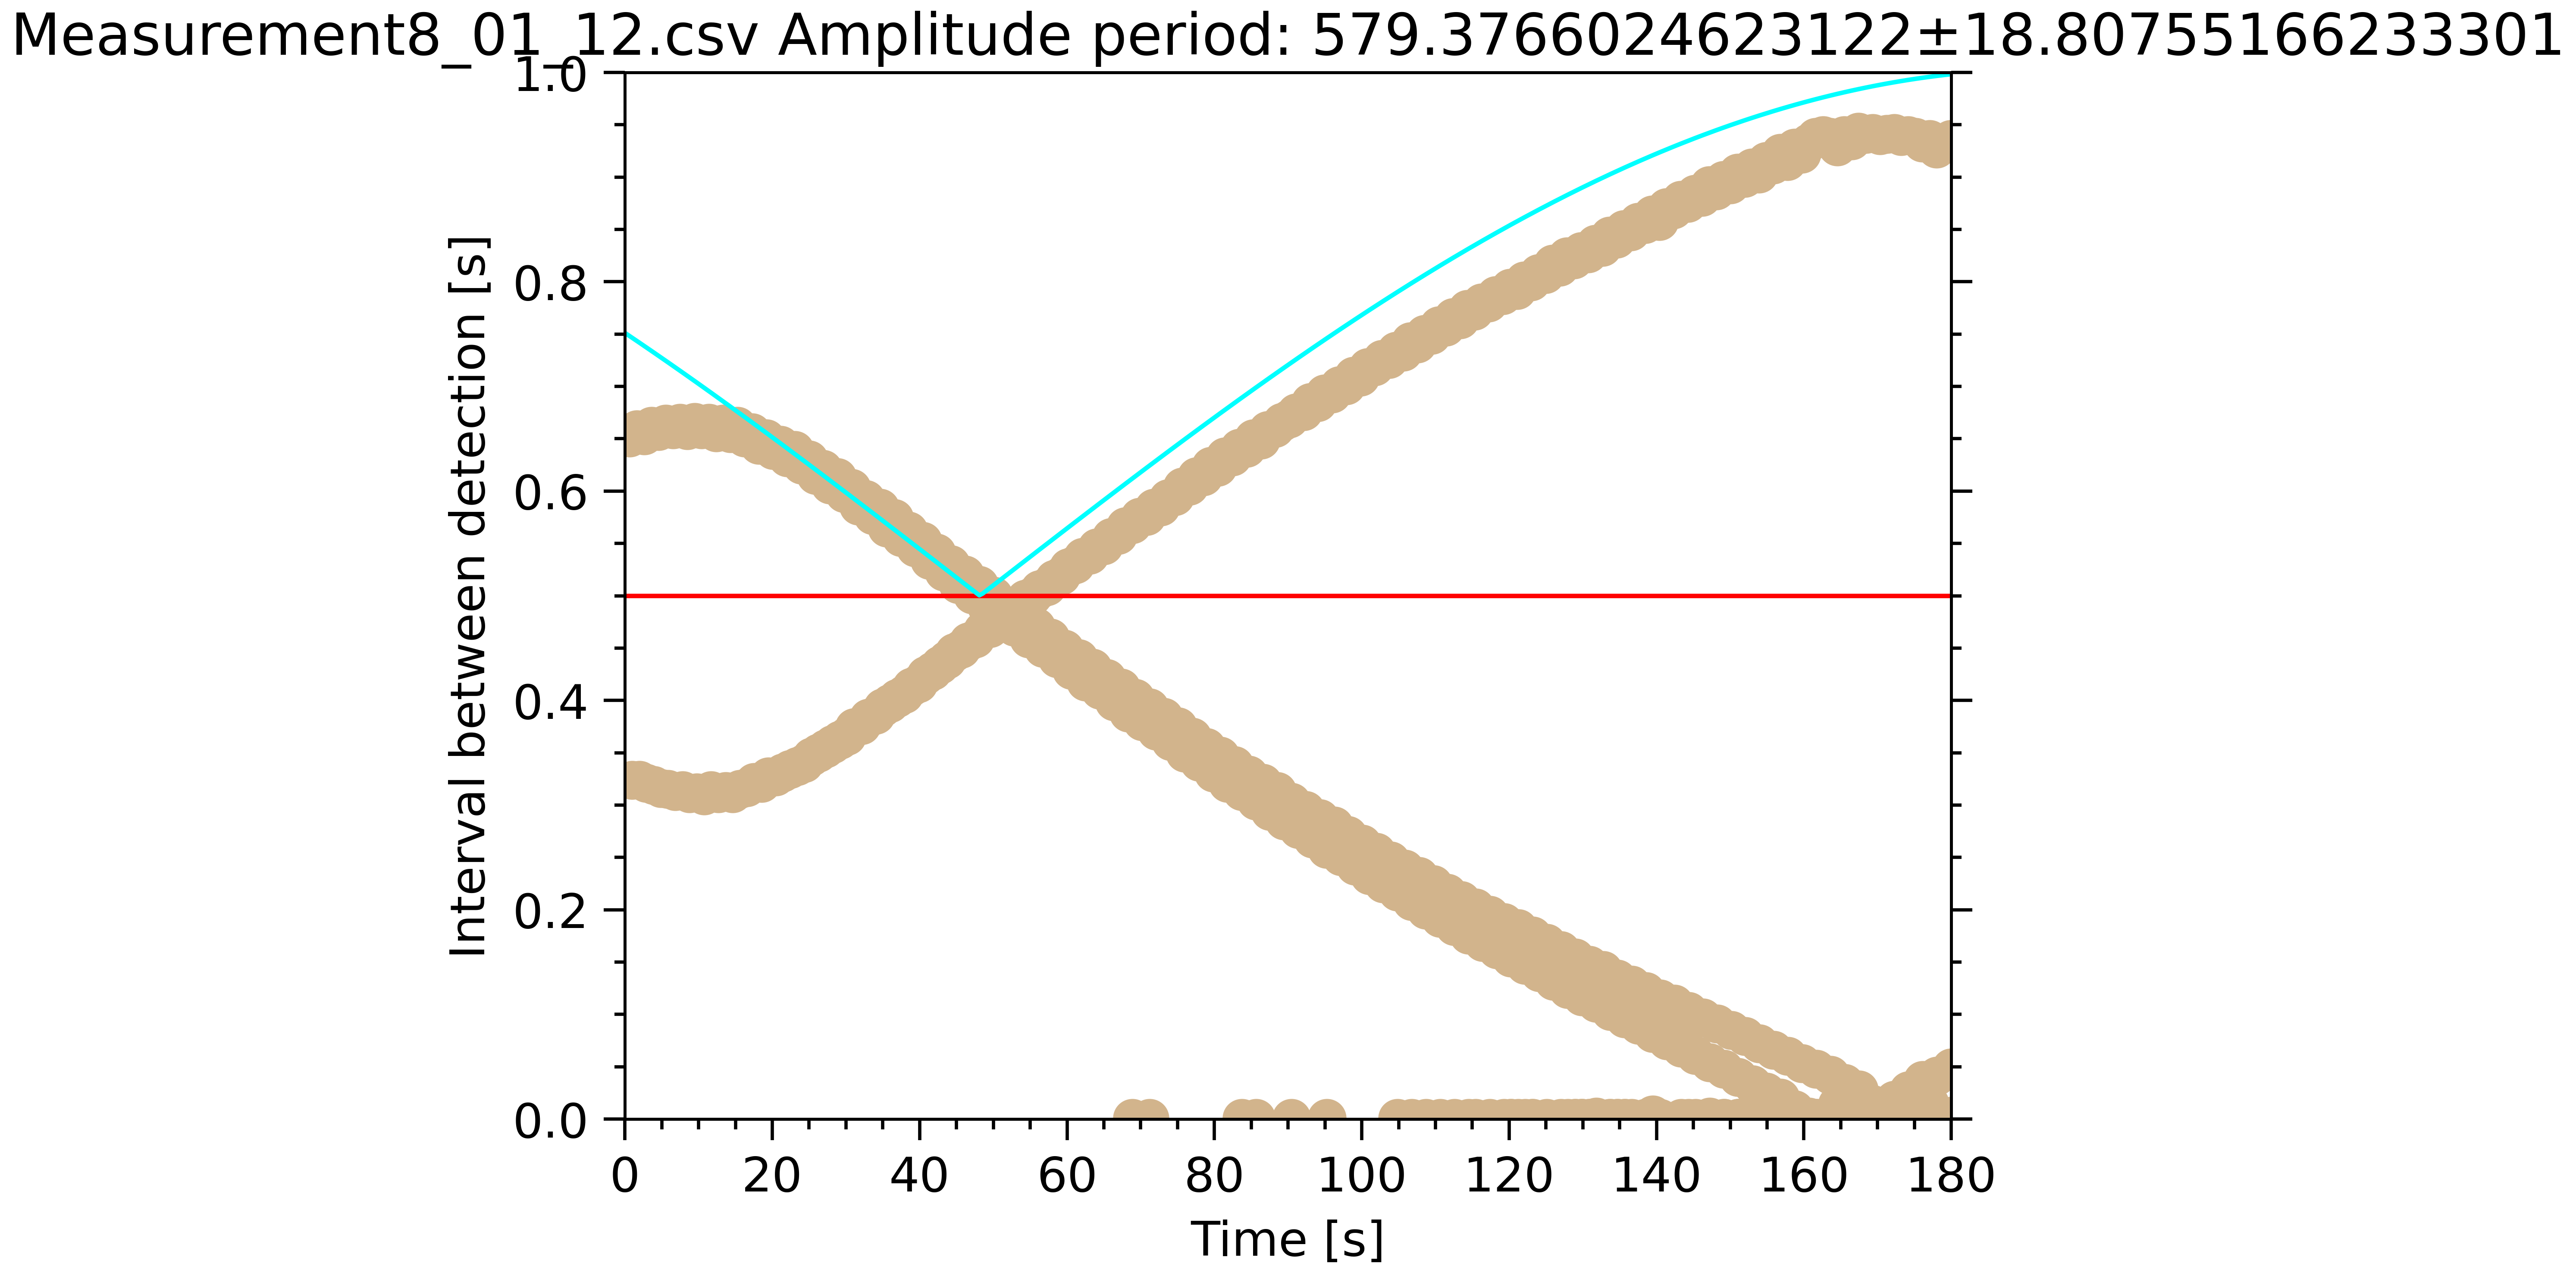 Measurement8_01_12.csv Amplitude period: 579.3766024623122±18.80755166233301
1.0
0.8
0.6
0.4
0.2
0.0
Interval between detection [s]
0 20 40 60 80 100 120 140 160 180
Time [s]